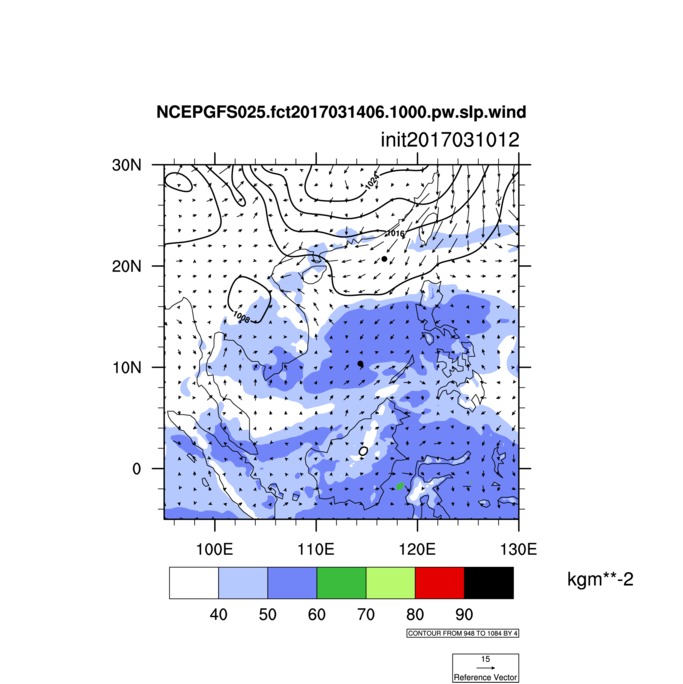 NCEPGFS025.fct2017031406.1000.pw.slp.wind
init2017031012
30N
1024
1016
20N
1008
10N
0
100E 110E 120E 130E
kgm**-2
40 50 60 70 80 90
CONTOUR FROM 948 TO 1084 BY 4
15
Reference Vector